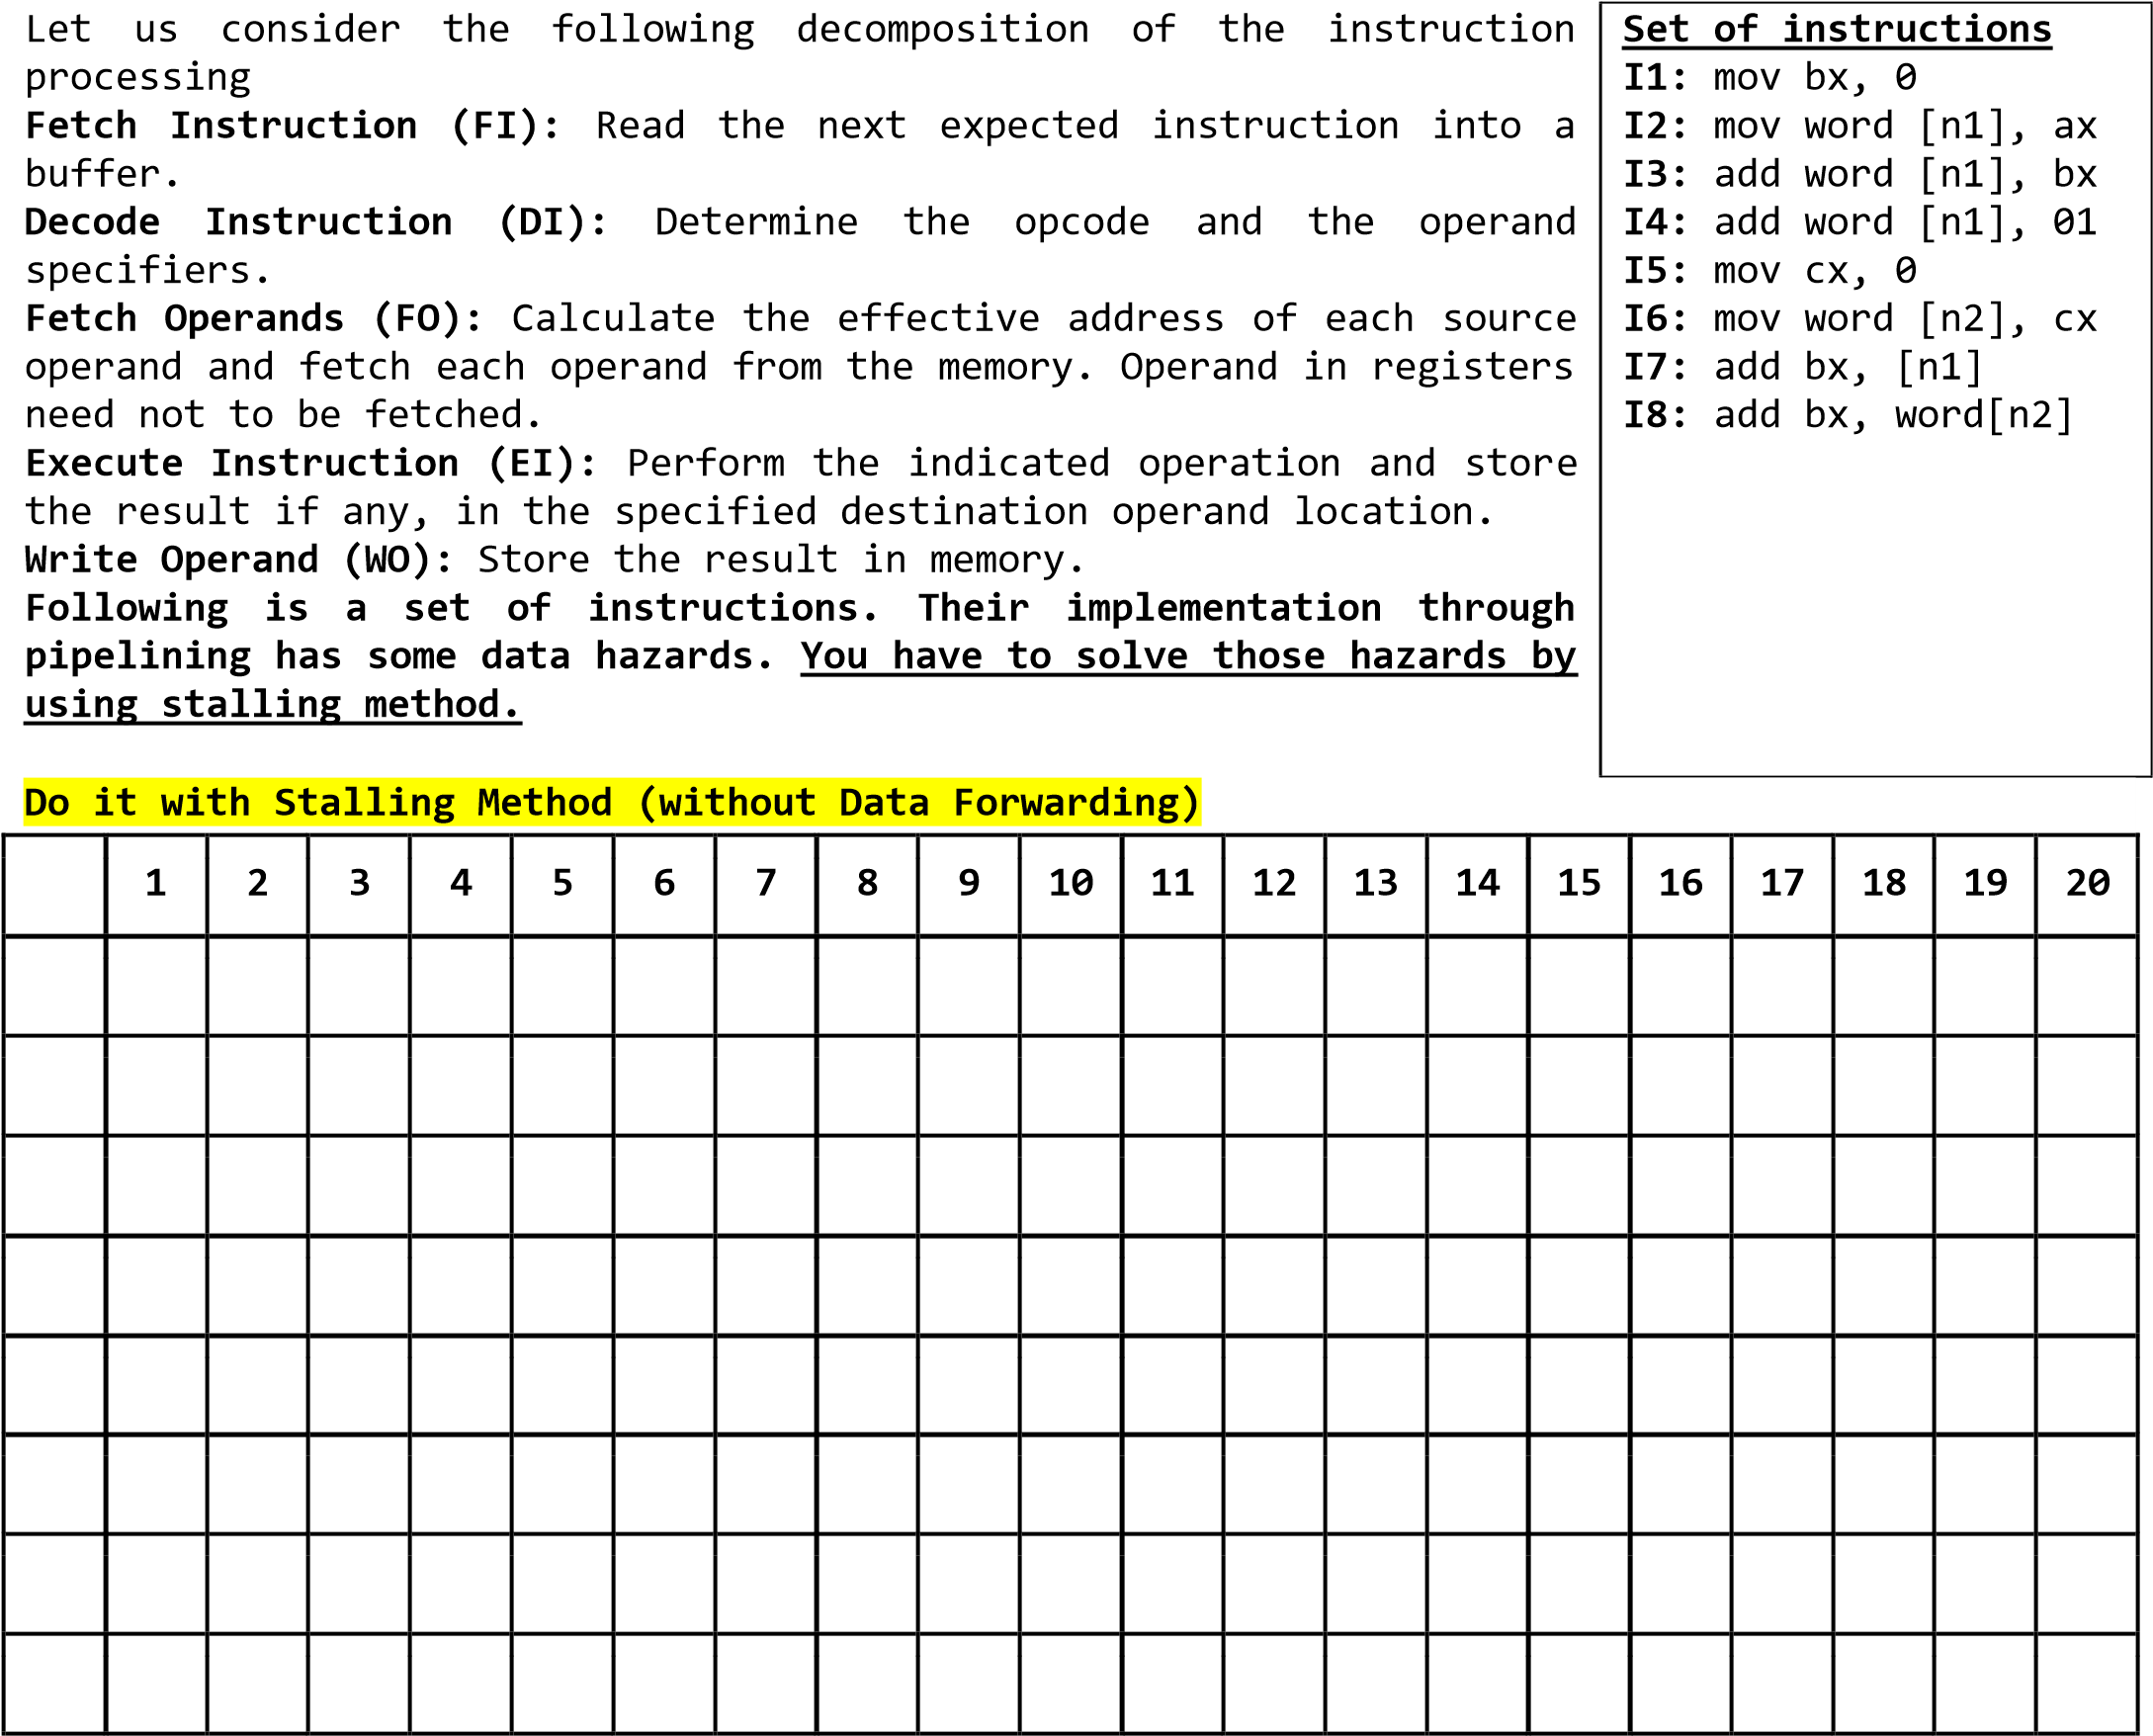 Let us consider the following decomposition of the instruction
processing
Fetch Instruction (FI): Read the next expected instruction into a
buffer.
Decode Instruction (DI): Determine the opcode and the operand
specifiers.
Fetch Operands (FO): Calculate the effective address of each source
operand and fetch each operand from the memory. Operand in registers
need not to be fetched.
Execute Instruction (EI): Perform the indicated operation and store
the result if any, in the specified destination operand location.
Write Operand (WO): Store the result in memory.
Following is a set of instructions. Their implementation through
pipelining has some data hazards. You have to solve those hazards by
using stalling method.
Set of instructions
I1: mov bx, 0
I2: mov word [n1], ax
I3: add word [n1], bx
I4: add word [n1], 01
I5: mov cx, 0
I6: mov word [n2], cx
I7: add bx, [n1]
I8: add bx, word[n2]
Do it with Stalling Method (without Data Forwarding)
1 2 3 4 5 6 7 8 9 10 11 12 13 14 15 16 17 18 19 20